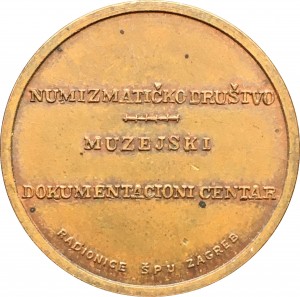 NUMIZMATIČKO DRUŠTVO
MUZEJSKI
DOKUMENTACIONI CENTAR
RADIONICE ŠPU ZAGREB